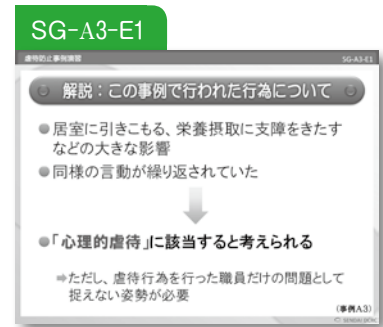 SG-A3-E1
虐待防止事例演習 SG-A3-E1
解説：この事例で行われた行為について
●居室に引きこもる、栄養摂取に支障をきたす
などの大きな影響
●同様の言動が繰り返されていた
●「心理的虐待」に該当すると考えられる
⇒ただし、虐待行為を行った職員だけの問題として
捉えない姿勢が必要
（事例A3）